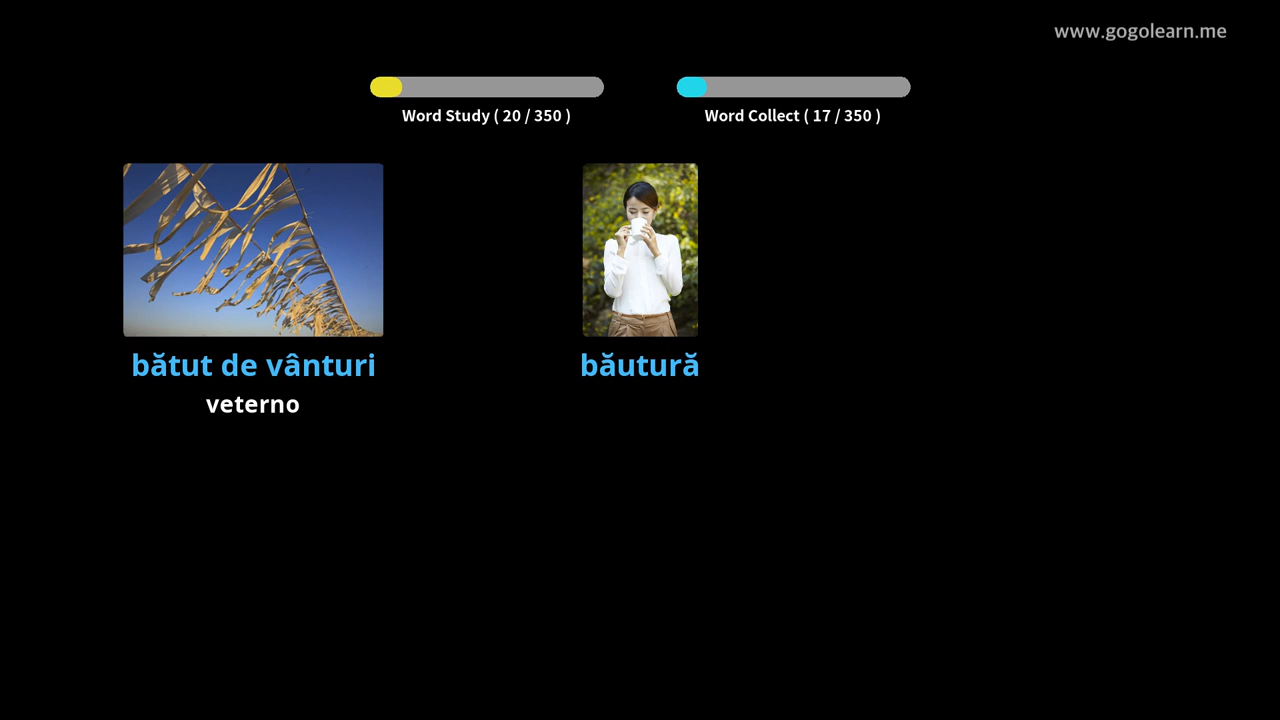 www.gogolearn.me
Word Study ( 20 / 350 )
Word Collect ( 17 / 350 )
bătut de vânturi
băutură
veterno